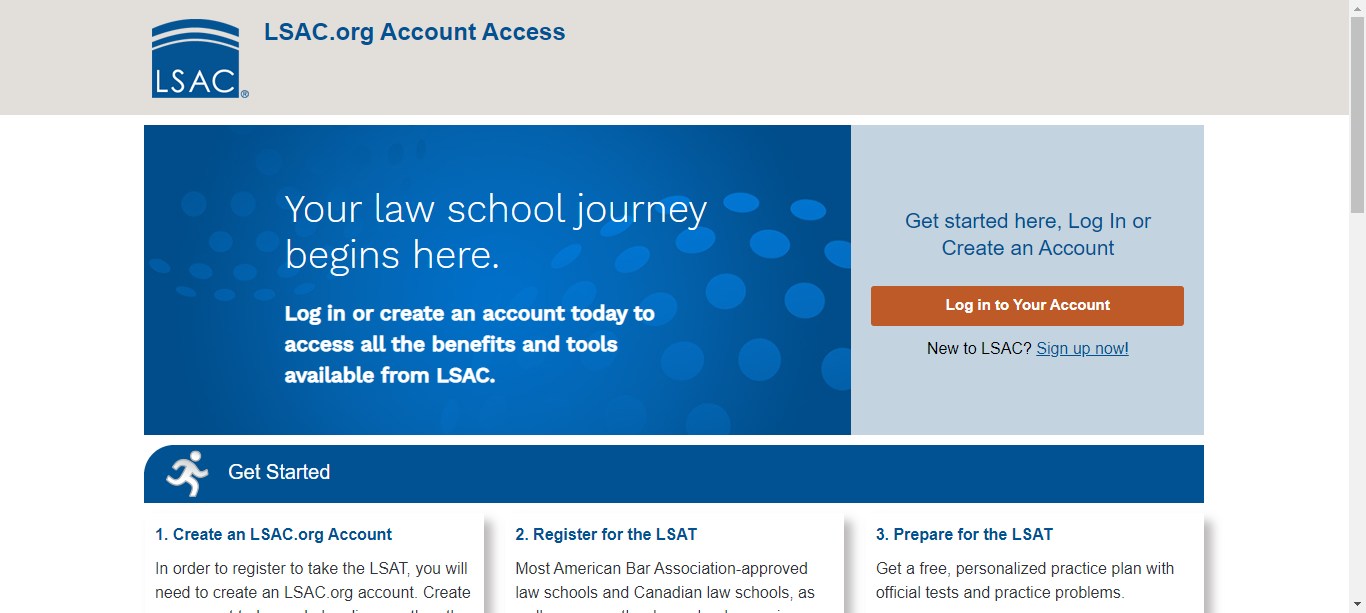 LSAC®
LSAC.org Account Access
Your law school journey
begins here.
Log in or create an account today to
access all the benefits and tools
available from LSAC.
Get started here, Log In or
Create an Account
Log in to Your Account
New to LSAC? Sign up now!
Get Started
1. Create an LSAC.org Account
In order to register to take the LSAT, you will
need to create an LSAC.org account. Create
2. Register for the LSAT
Most American Bar Association-approved
law schools and Canadian law schools, as
3. Prepare for the LSAT
Get a free, personalized practice plan with
official tests and practice problems.